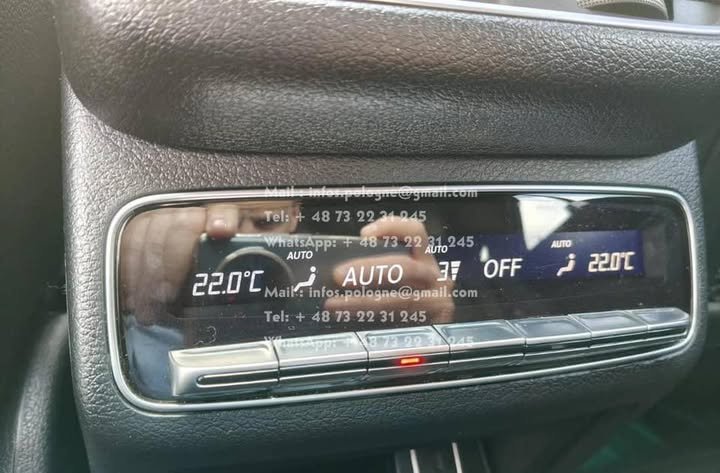 Mail : infos.pologne@gmail.com
Tel: + 48 73 22 31 245
WhatsApp: + 48 73 22 31 245
AUTO AUTO AUTO
22.0°C AUTO 3 OFF 22.0°C
Mail : infos.pologne@gmail.com
Tel: + 48 73 22 31 245
WhatsApp: + 48 73 22 31 245